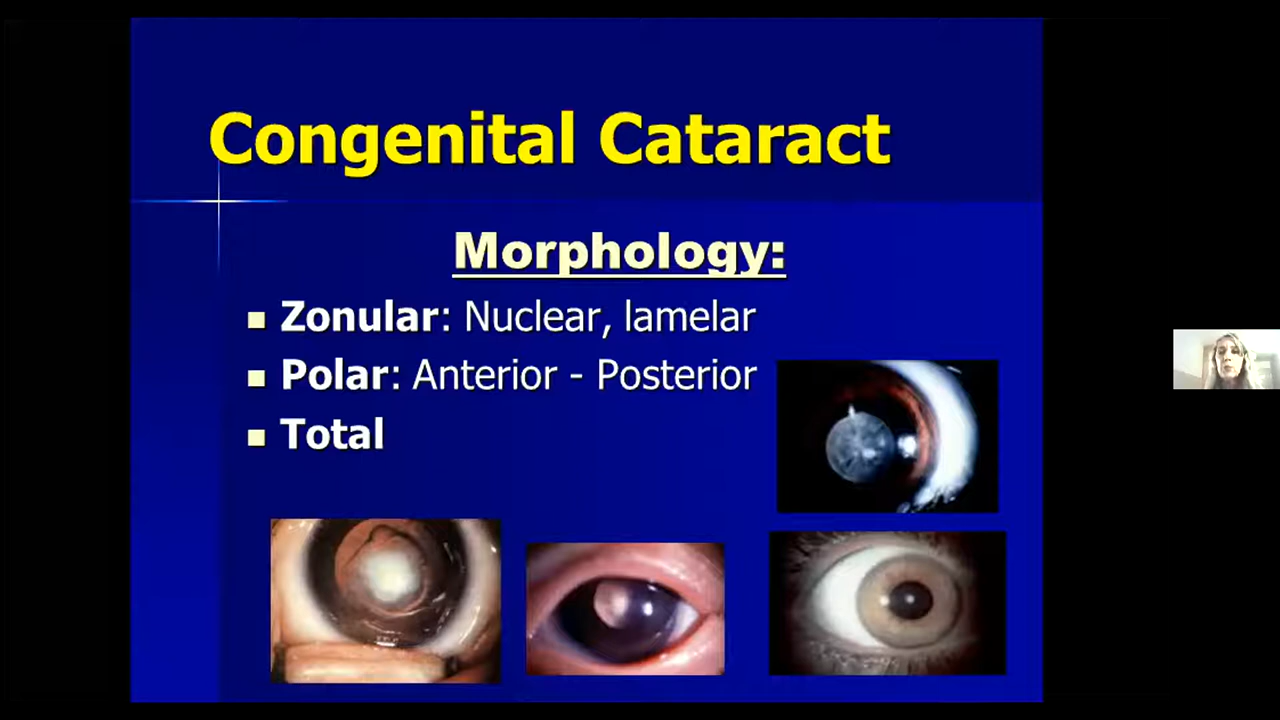 Congenital Cataract
Morphology:
Zonular: Nuclear, lamelar
Polar: Anterior - Posterior
Total